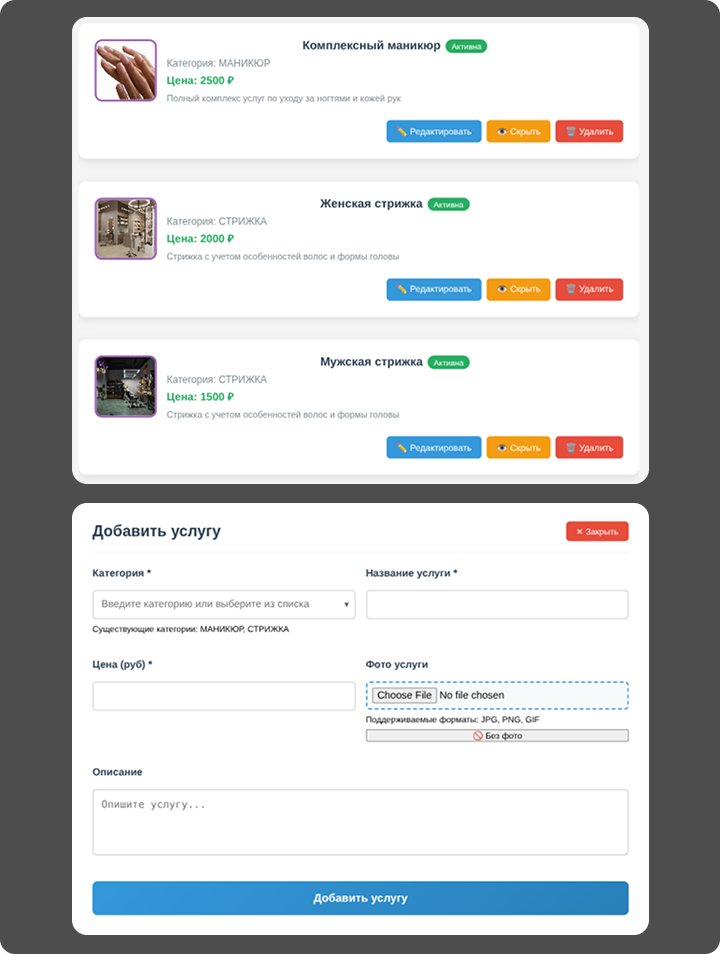 Комплексный маникюр Активна
Категория: МАНИКЮР
Цена: 2500 ₽
Полный комплекс услуг по уходу за ногтями и кожей рук
✏️ Редактировать 👁️ Скрыть 🗑️ Удалить
Женская стрижка Активна
Категория: СТРИЖКА
Цена: 2000 ₽
Стрижка с учетом особенностей волос и формы головы
✏️ Редактировать 👁️ Скрыть 🗑️ Удалить
Мужская стрижка Активна
Категория: СТРИЖКА
Цена: 1500 ₽
Стрижка с учетом особенностей волос и формы головы
✏️ Редактировать 👁️ Скрыть 🗑️ Удалить
Добавить услугу
✕ Закрыть
Категория * Название услуги *
Введите категорию или выберите из списка
Существующие категории: МАНИКЮР, СТРИЖКА
Цена (руб) * Фото услуги
Choose File No file chosen
Поддерживаемые форматы: JPG, PNG, GIF
🚫 Без фото
Описание
Опишите услугу...
Добавить услугу